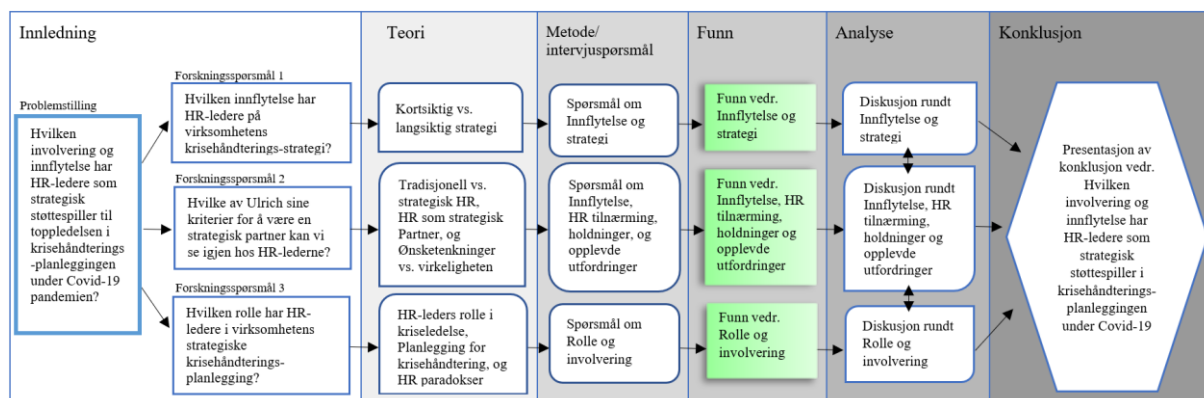 Innledning
Problemstilling
Hvilken
involvering og
innflytelse har
HR-ledere som
strategisk
støttespiller til
toppledelsen i
krisehåndterings
-planleggingen
under Covid-19
pandemien?
Forskningsspørsmål 1
Hvilken innflytelse har
HR-ledere på
virksomhetens
krisehåndterings-strategi?
Forskningsspørsmål 2
Hvilke av Ulrich sine
kriterier for å være en
strategisk partner kan vi
se igjen hos HR-lederne?
Forskningsspørsmål 3
Hvilken rolle har HR-
ledere i virksomhetens
strategiske
krisehåndterings-
planlegging?
Teori
Kortsiktig vs.
langsiktig strategi
Tradisjonell vs.
strategisk HR,
HR som strategisk
Partner, og
Ønsketenkninger
vs. virkeligheten
HR-leders rolle i
kriseledelse,
Planlegging for
krisehåndtering, og
HR paradokser
Metode/
intervjuspørsmål
Spørsmål om
Innflytelse og
strategi
Spørsmål om
Innflytelse,
HR tilnærming,
holdninger, og
opplevde
utfordringer
Spørsmål om
Rolle og
involvering
Funn
Funn vedr.
Innflytelse og
strategi
Funn vedr.
Innflytelse, HR
tilnærming,
holdninger og
opplevde
utfordringer
Funn vedr.
Rolle og
involvering
Analyse
Diskusjon rundt
Innflytelse og
strategi
Diskusjon rundt
Innflytelse, HR
tilnærming,
holdninger og
opplevde
utfordringer
Diskusjon rundt
Rolle og
involvering
Konklusjon
Presentasjon av
konklusjon vedr.
Hvilken
involvering og
innflytelse har
HR-ledere som
strategisk
støttespiller i
krisehåndterings-
planleggingen
under Covid-19